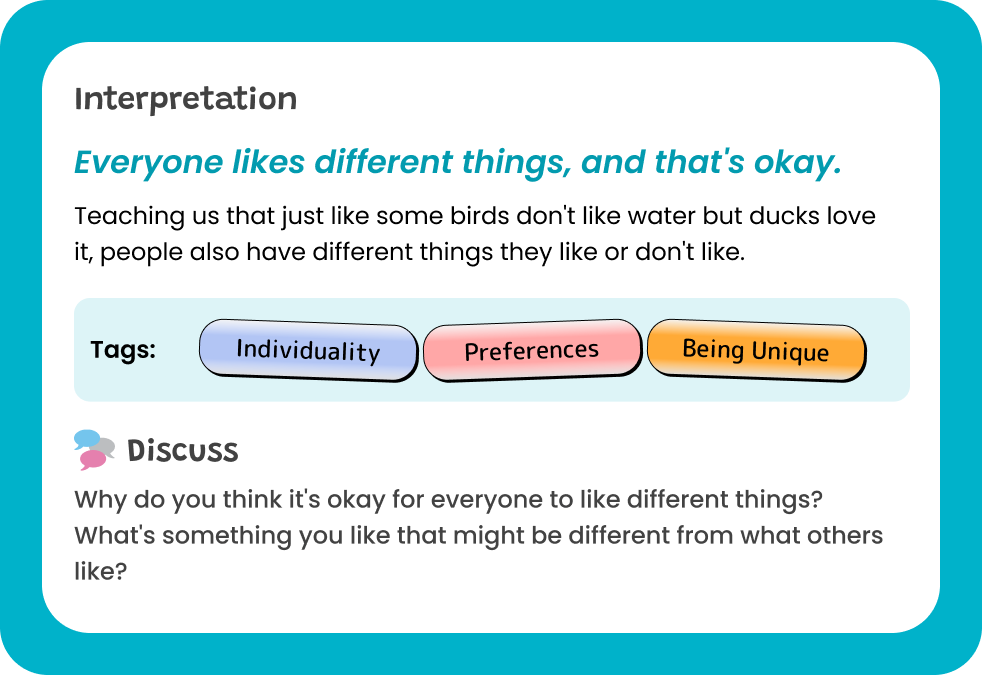 Interpretation
Everyone likes different things, and that's okay.
Teaching us that just like some birds don't like water but ducks love
it, people also have different things they like or don't like.
Tags:
Individuality
Preferences
Being Unique
Discuss
Why do you think it's okay for everyone to like different things?
What's something you like that might be different from what others
like?